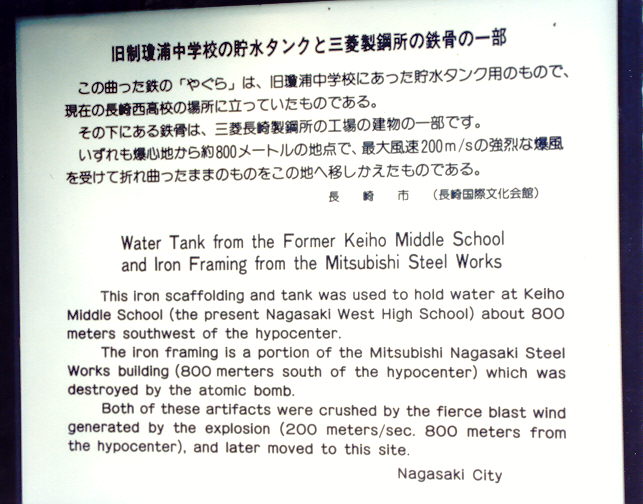 旧制瓊浦中学校の貯水タンクと三菱製鋼所の鉄骨の一部
この曲った鉄の「やぐら」は、旧瓊浦中学校にあった貯水タンク用のもので、
現在の長崎西高校の場所に立っていたものである。
その下にある鉄骨は、三菱長崎製鋼所の工場の建物の一部です。
いずれも爆心地から約800メートルの地点で、最大風速200m/sの強烈な爆風
を受けて折れ曲ったままのものをこの地へ移しかえたものである。
長崎市 （長崎国際文化会館）
Water Tank from the Former Keiho Middle School
and Iron Framing from the Mitsubishi Steel Works
This iron scaffolding and tank was used to hold water at Keiho
Middle School (the present Nagasaki West High School) about 800
meters southwest of the hypocenter.
The iron framing is a portion of the Mitsubishi Nagasaki Steel
Works building (800 merters south of the hypocenter) which was
destroyed by the atomic bomb.
Both of these artifacts were crushed by the fierce blast wind
generated by the explosion (200 meters/sec. 800 meters from
the hypocenter), and later moved to this site.
Nagasaki City